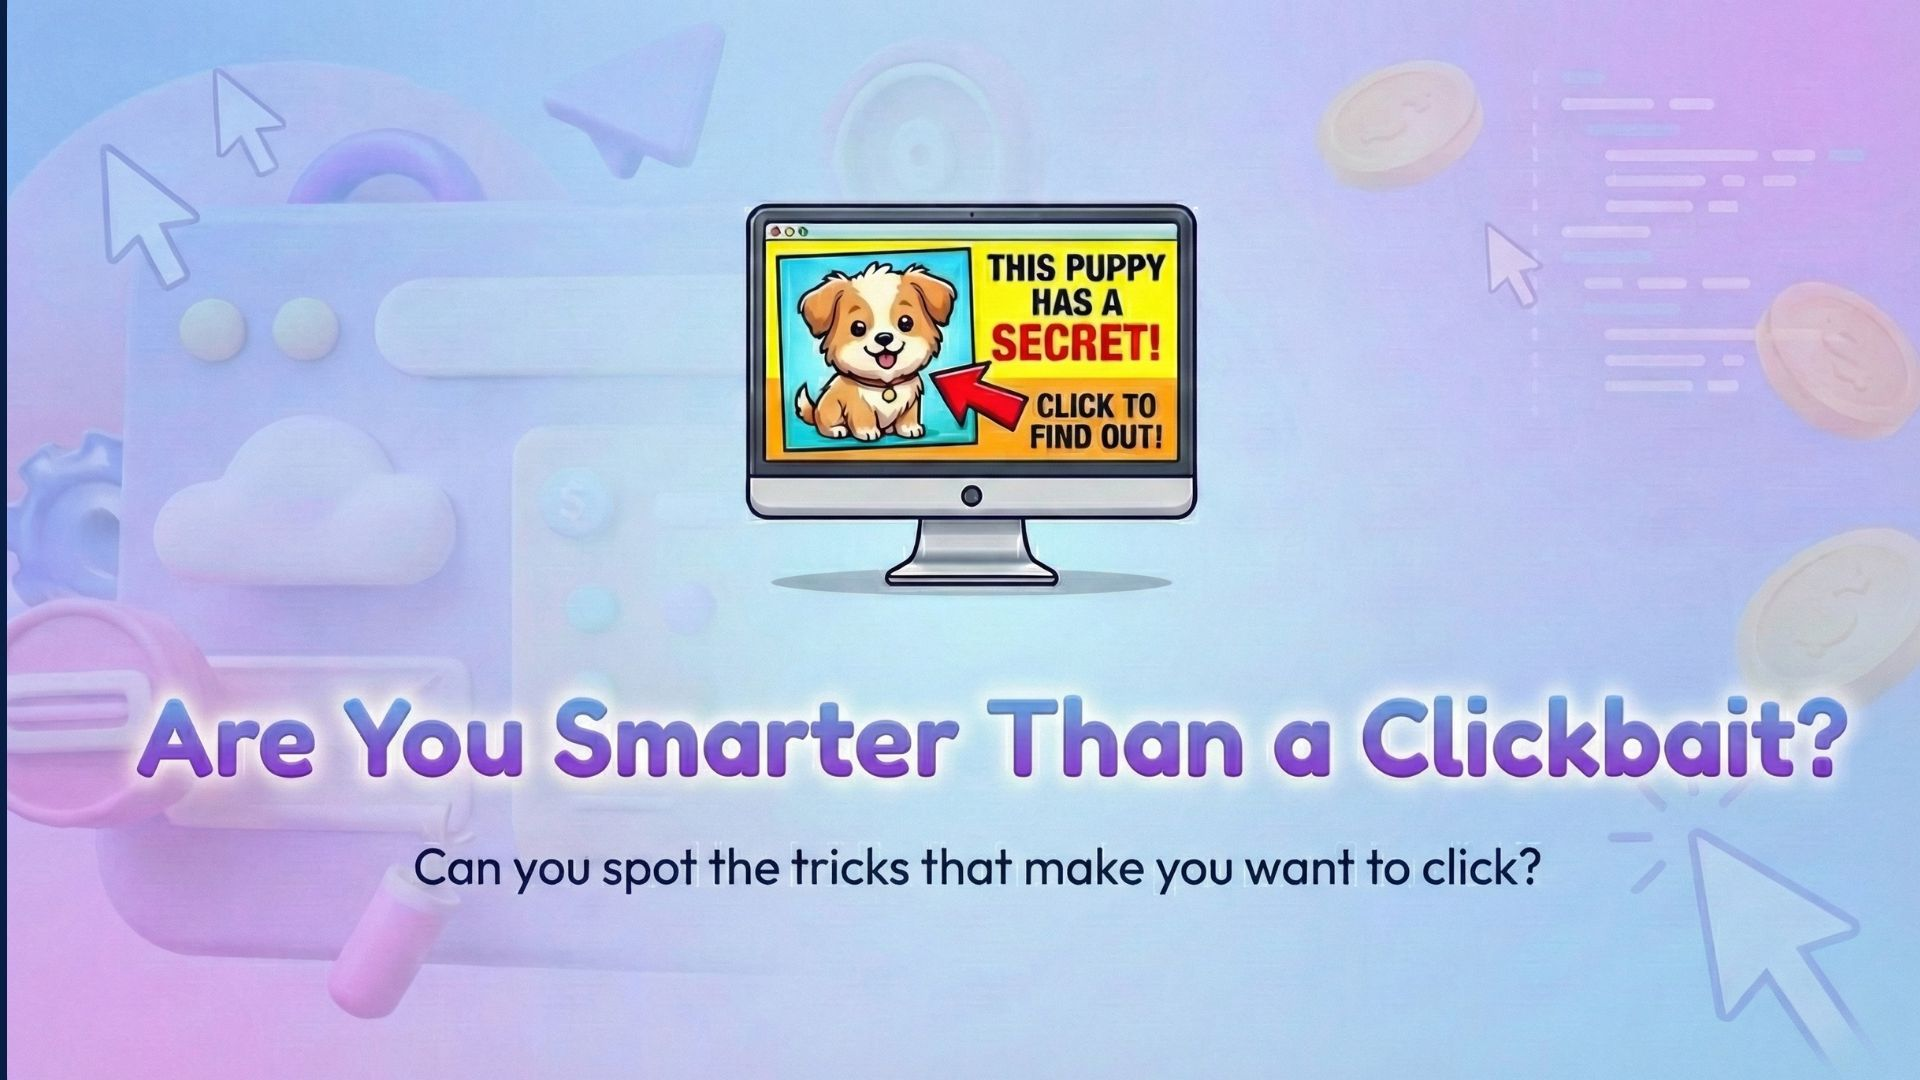 THIS PUPPY
HAS A
SECRET!
CLICK TO
FIND OUT!
Are You Smarter Than a Clickbait?
Can you spot the tricks that make you want to click?